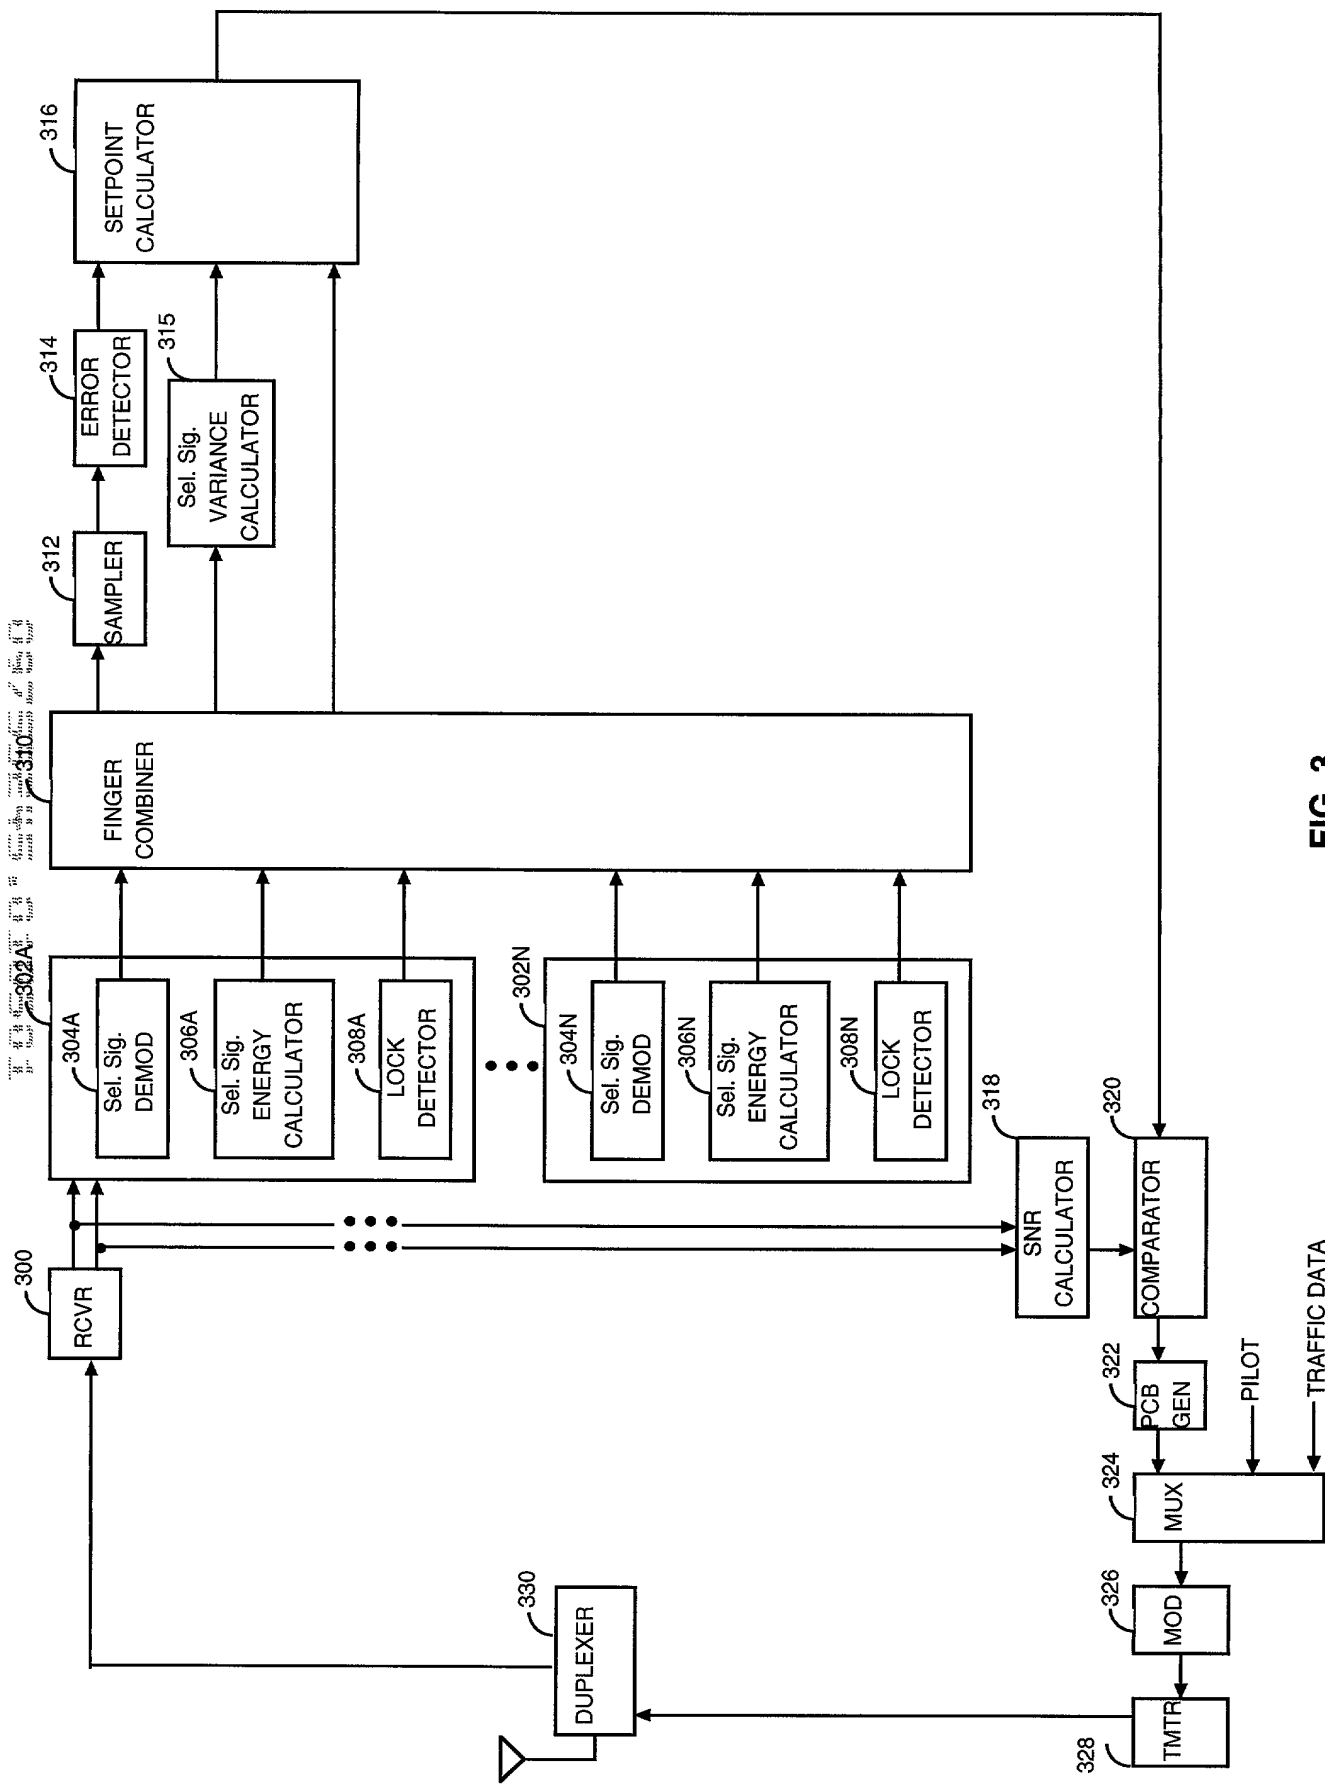 302A
304A
Sel. Sig.
DEMOD
306A
Sel. Sig.
ENERGY
CALCULATOR
308A
LOCK
DETECTOR
302N
304N
Sel. Sig.
DEMOD
306N
Sel. Sig.
ENERGY
CALCULATOR
308N
LOCK
DETECTOR
300
RCVR
310
FINGER
COMBINER
312
SAMPLER
314
ERROR
DETECTOR
315
Sel. Sig.
VARIANCE
CALCULATOR
316
SETPOINT
CALCULATOR
330
DUPLEXER
318
SNR
CALCULATOR
328
TMTR
326
MOD
324
MUX
322
PCB
GEN
320
COMPARATOR
PILOT
TRAFFIC DATA
FIG. 3